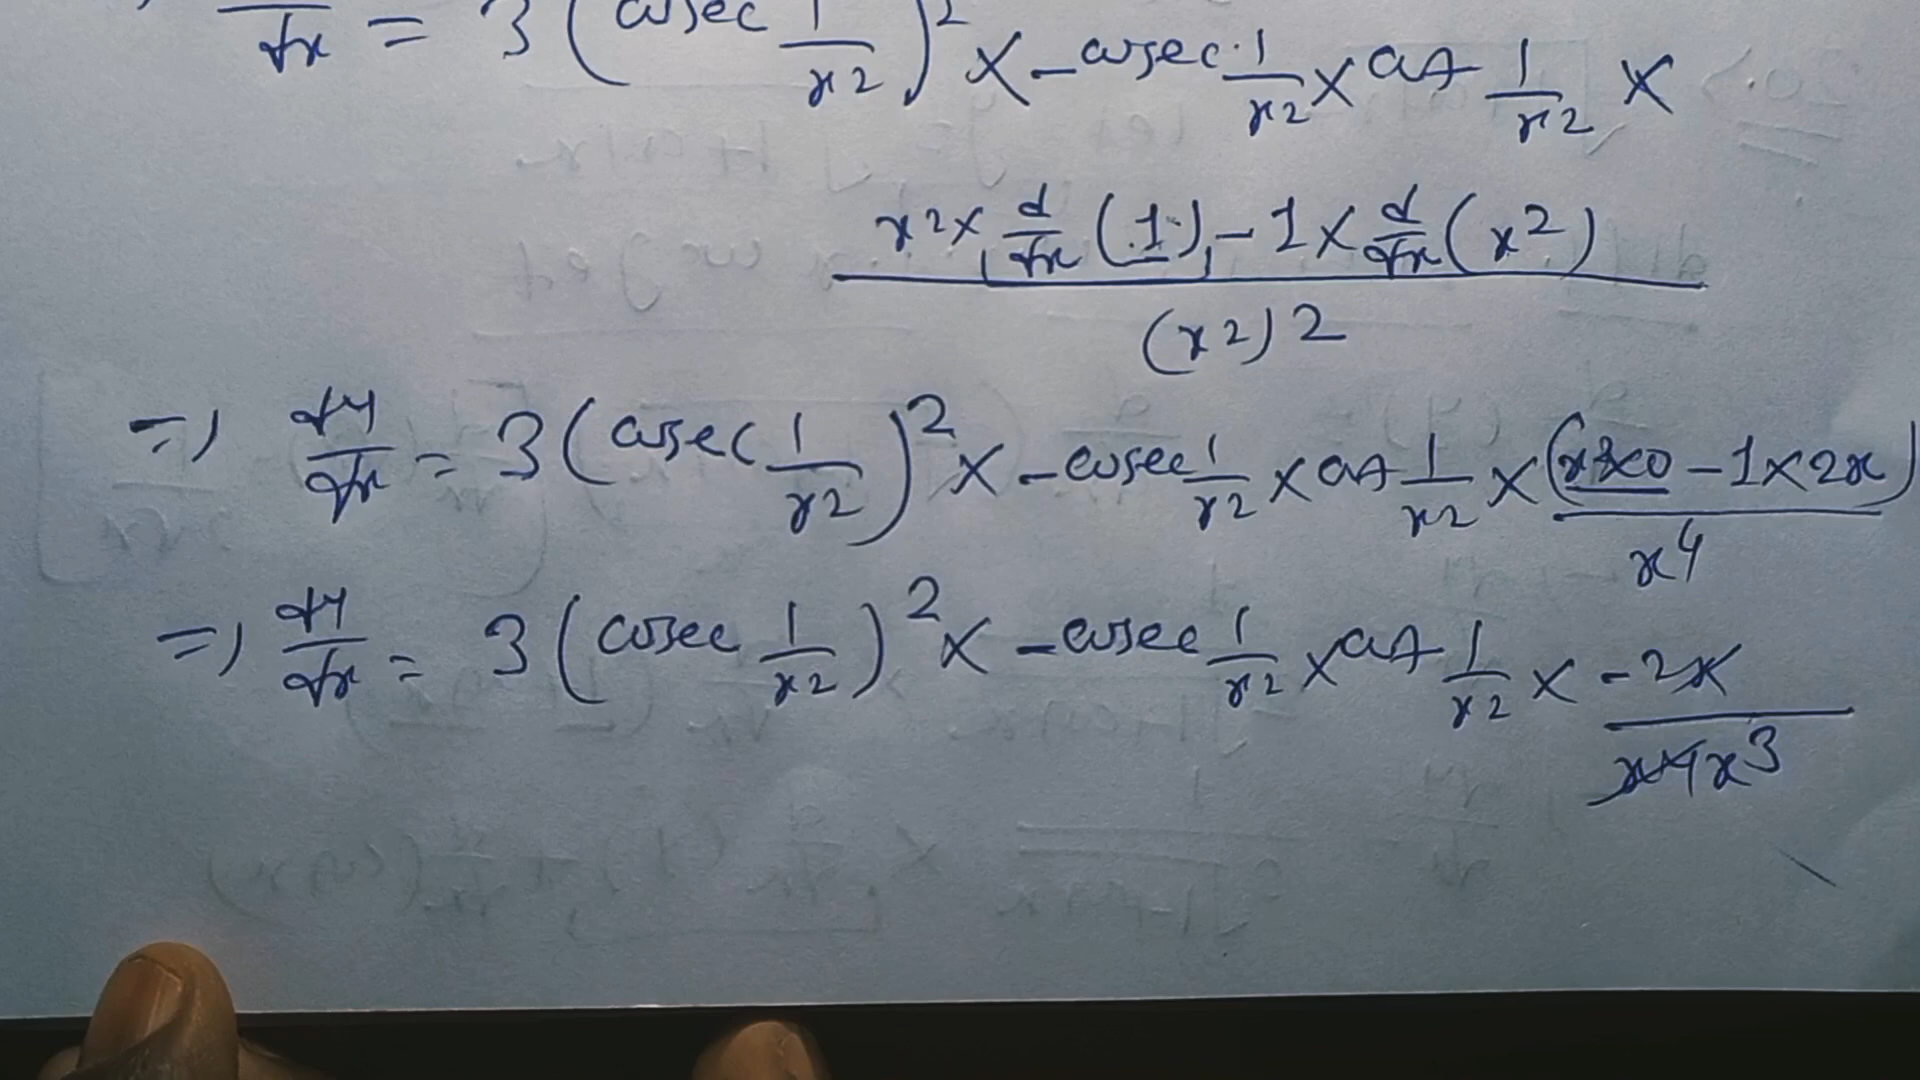 dx = 3 (cosec 1/x2)² × -cosec 1/x2 × cot 1/x2 ×
x2 × d/dx (1) - 1 × d/dx (x2)
(x2)2
=) dy/dx = 3 (cosec 1/x2)² × -cosec 1/x2 × cot 1/x2 × (x2×0 - 1×2x)
x⁴
=) dy/dx = 3 (cosec 1/x2)² × -cosec 1/x2 × cot 1/x2 × -2x
x4 x³